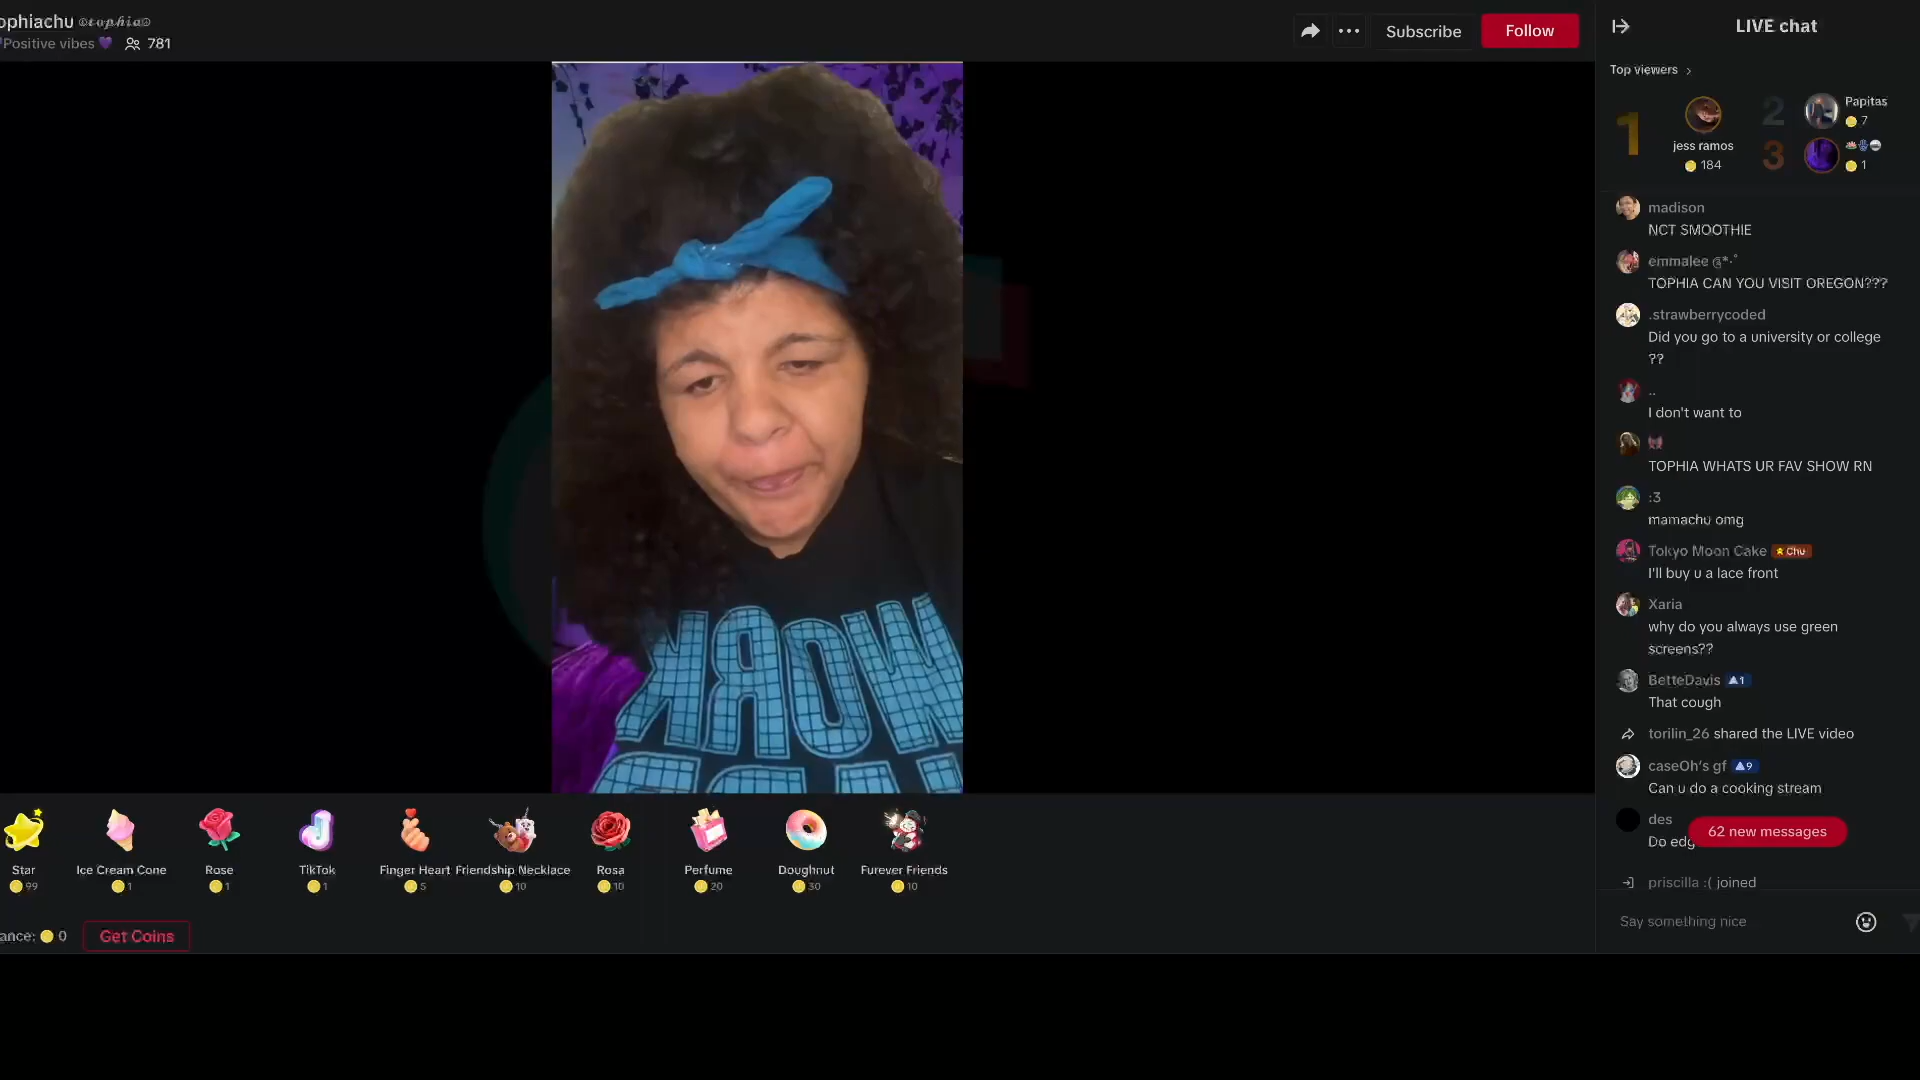 ophiachu @tophia
Positive vibes 💜 781
Subscribe
Follow
LIVE chat
Top viewers
1
jess ramos
184
2
Papitas
7
3
1
madison
NCT SMOOTHIE
emmalee
TOPHIA CAN YOU VISIT OREGON???
.strawberrycoded
Did you go to a university or college
??
..
I don't want to
TOPHIA WHATS UR FAV SHOW RN
:3
mamachu omg
Tokyo Moon Cake Chu
I'll buy u a lace front
Xaria
why do you always use green
screens??
BetteDavis 1
That cough
torilin_26 shared the LIVE video
caseOh's gf 9
Can u do a cooking stream
des
Do edg
62 new messages
priscilla :( joined
Say something nice
WORK
Star
99
Ice Cream Cone
1
Rose
1
TikTok
1
Finger Heart
5
Friendship Necklace
10
Rosa
10
Perfume
20
Doughnut
30
Furever Friends
10
ance: 0
Get Coins